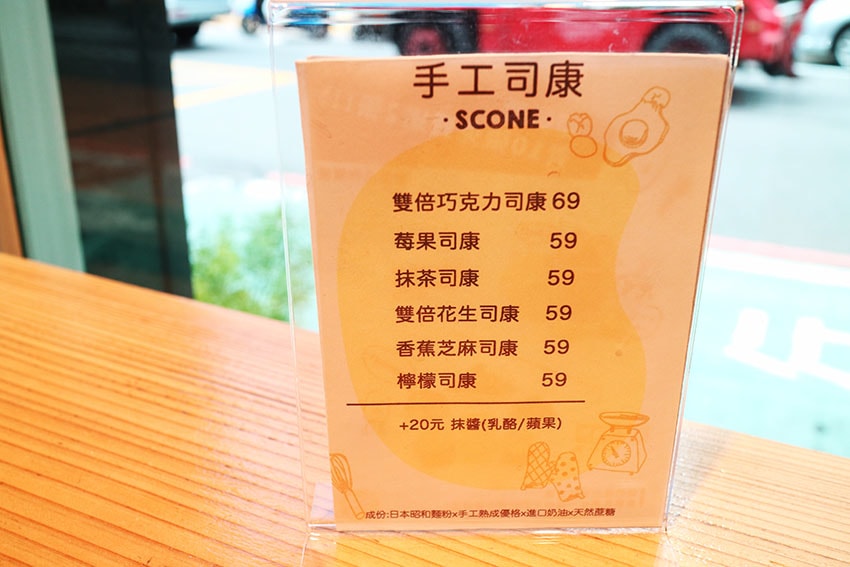 手工司康
·SCONE·
雙倍巧克力司康 69
莓果司康 59
抹茶司康 59
雙倍花生司康 59
香蕉芝麻司康 59
檸檬司康 59
+20元 抹醬(乳酪/蘋果)
成份:日本昭和麵粉x手工熟成優格x進口奶油x天然蔗糖